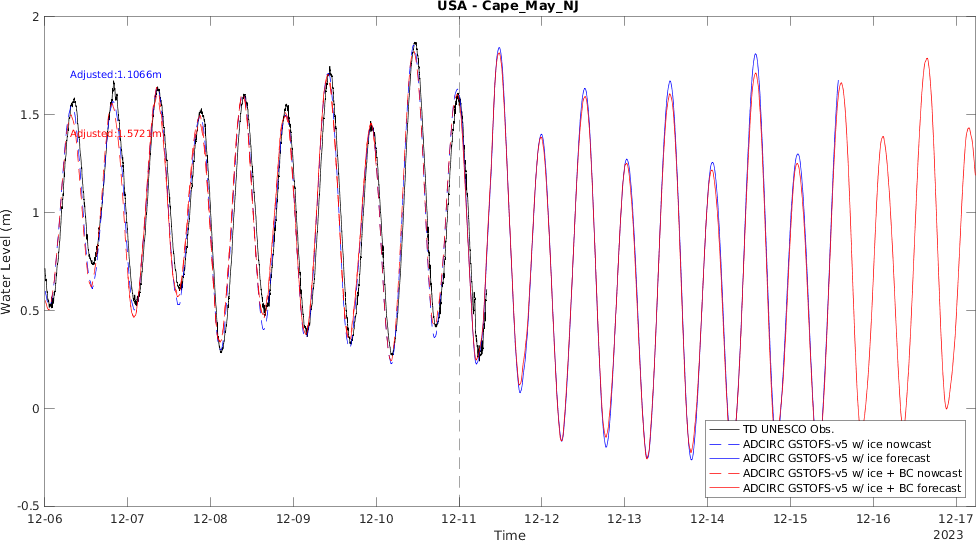 USA - Cape_May_NJ
2
1.5
1
0.5
0
-0.5
Water Level (m)
Adjusted:1.1066m
Adjusted:1.5721m
TD UNESCO Obs.
ADCIRC GSTOFS-v5 w/ ice nowcast
ADCIRC GSTOFS-v5 w/ ice forecast
ADCIRC GSTOFS-v5 w/ ice + BC nowcast
ADCIRC GSTOFS-v5 w/ ice + BC forecast
12-06 12-07 12-08 12-09 12-10 12-11 12-12 12-13 12-14 12-15 12-16 12-17
2023
Time